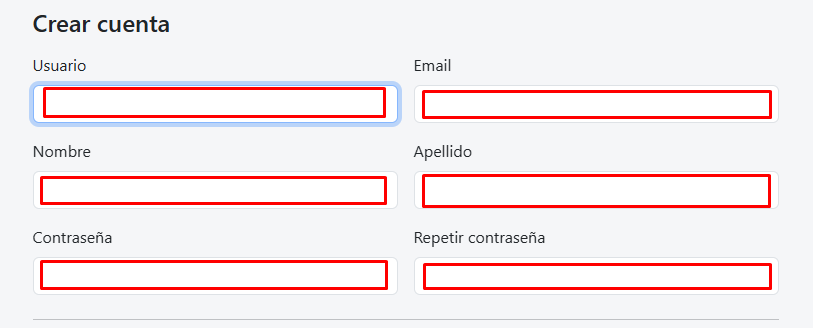 Crear cuenta
Usuario
Email
Nombre
Apellido
Contraseña
Repetir contraseña